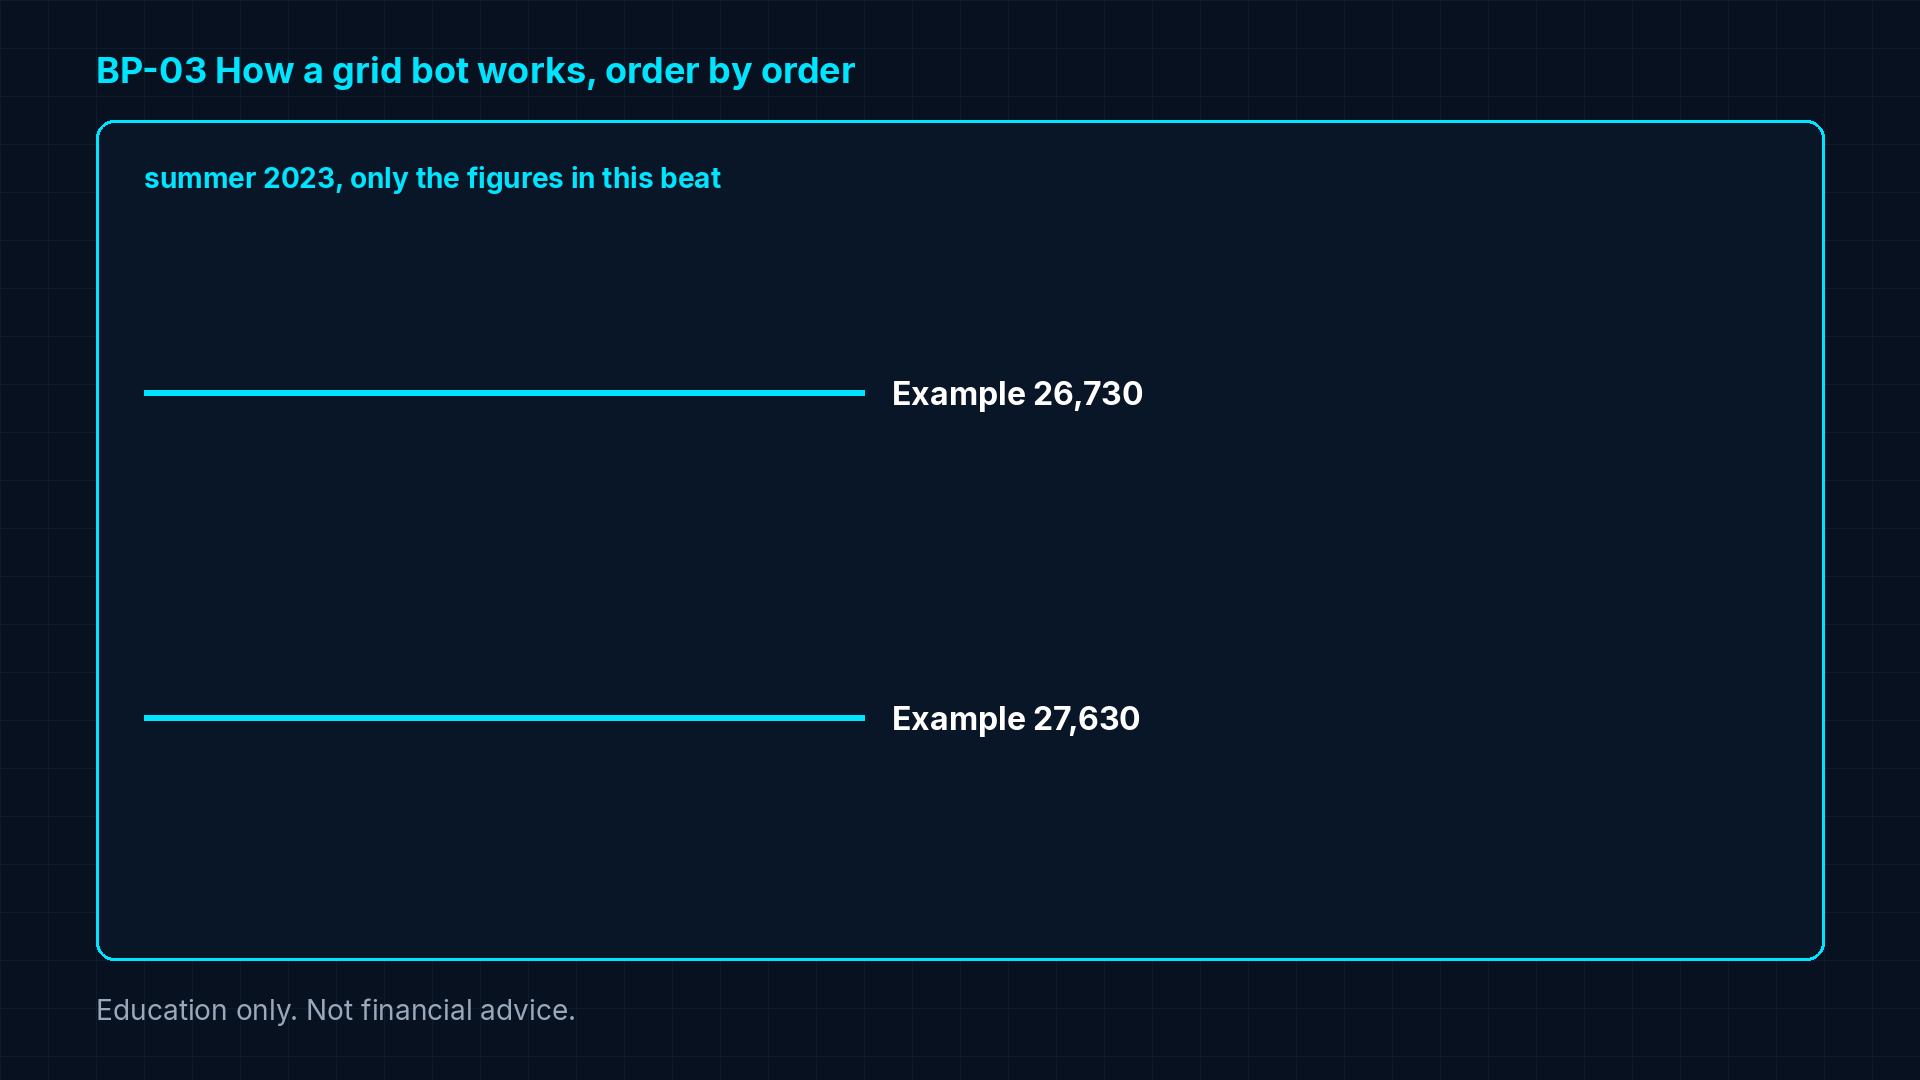 BP-03 How a grid bot works, order by order
summer 2023, only the figures in this beat
Example 26,730
Example 27,630
Education only. Not financial advice.